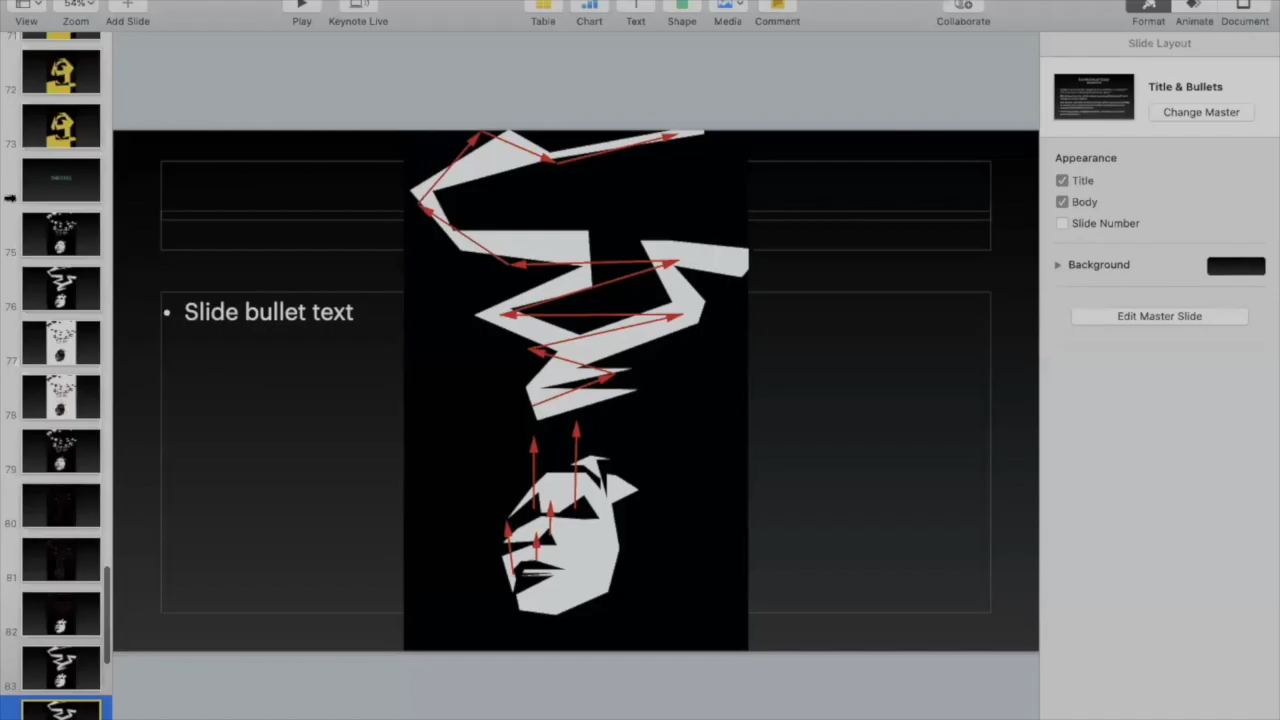 54%
View
Zoom
Add Slide
Play
Keynote Live
Table
Chart
Text
Shape
Media
Comment
Collaborate
Format
Animate
Document
Slide Layout
Title & Bullets
Change Master
Appearance
Title
Body
Slide Number
Background
Edit Master Slide
• Slide bullet text
71
72
73
75
76
77
78
79
80
81
82
83